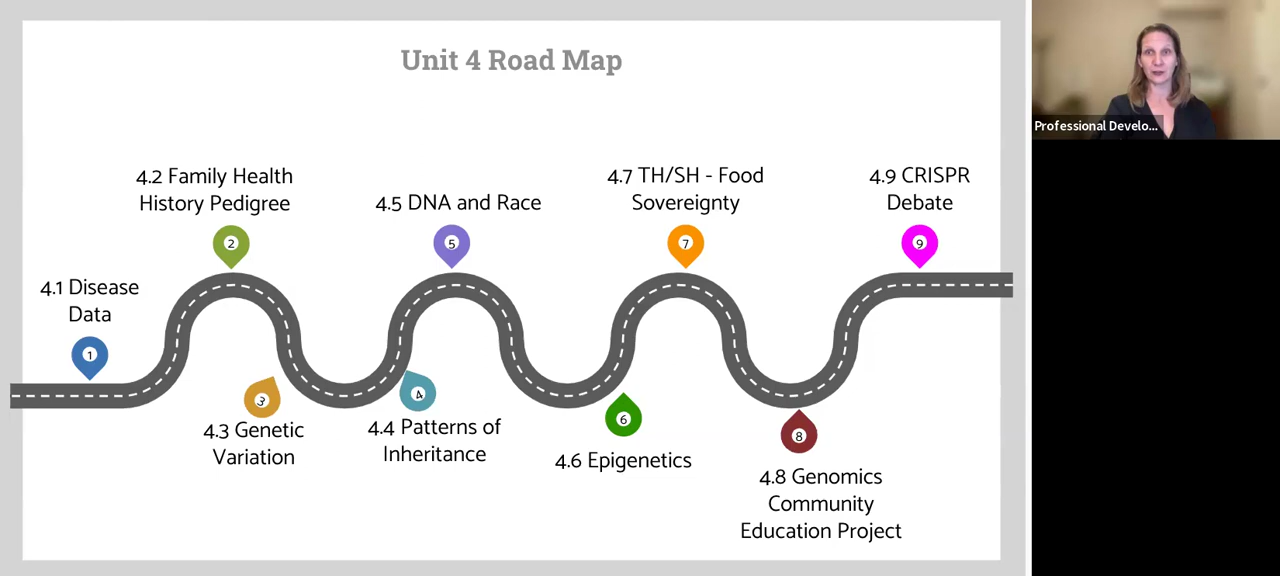 Unit 4 Road Map
4.1 Disease
Data
1
4.2 Family Health
History Pedigree
2
3
4.3 Genetic
Variation
4
4.4 Patterns of
Inheritance
4.5 DNA and Race
5
6
4.6 Epigenetics
4.7 TH/SH - Food
Sovereignty
7
8
4.8 Genomics
Community
Education Project
4.9 CRISPR
Debate
9
Professional Develo...